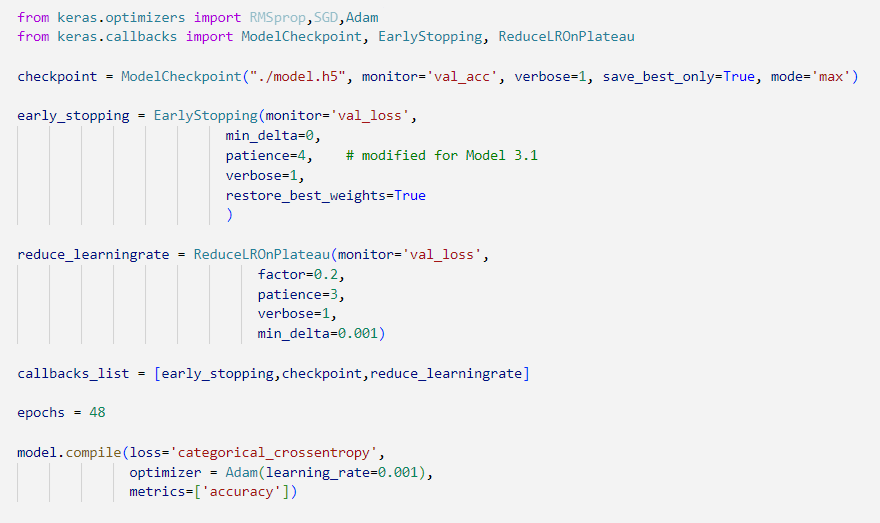 from keras.optimizers import RMSprop,SGD,Adam
from keras.callbacks import ModelCheckpoint, EarlyStopping, ReduceLROnPlateau
checkpoint = ModelCheckpoint("./model.h5", monitor='val_acc', verbose=1, save_best_only=True, mode='max')
early_stopping = EarlyStopping(monitor='val_loss',
min_delta=0,
patience=4,    # modified for Model 3.1
verbose=1,
restore_best_weights=True
)
reduce_learningrate = ReduceLROnPlateau(monitor='val_loss',
factor=0.2,
patience=3,
verbose=1,
min_delta=0.001)
callbacks_list = [early_stopping,checkpoint,reduce_learningrate]
epochs = 48
model.compile(loss='categorical_crossentropy',
optimizer = Adam(learning_rate=0.001),
metrics=['accuracy'])